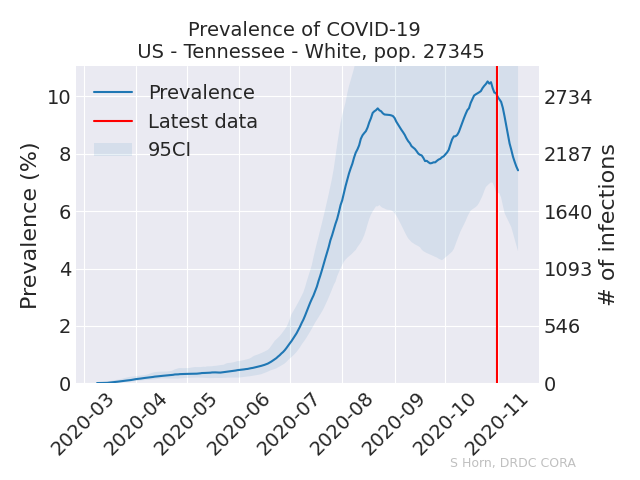 Prevalence of COVID-19
US - Tennessee - White, pop. 27345
Prevalence
Latest data
95CI
Prevalence (%)
10
8
6
4
2
0
2734
2187
1640
1093
546
0
# of infections
2020-03
2020-04
2020-05
2020-06
2020-07
2020-08
2020-09
2020-10
2020-11
S Horn, DRDC CORA